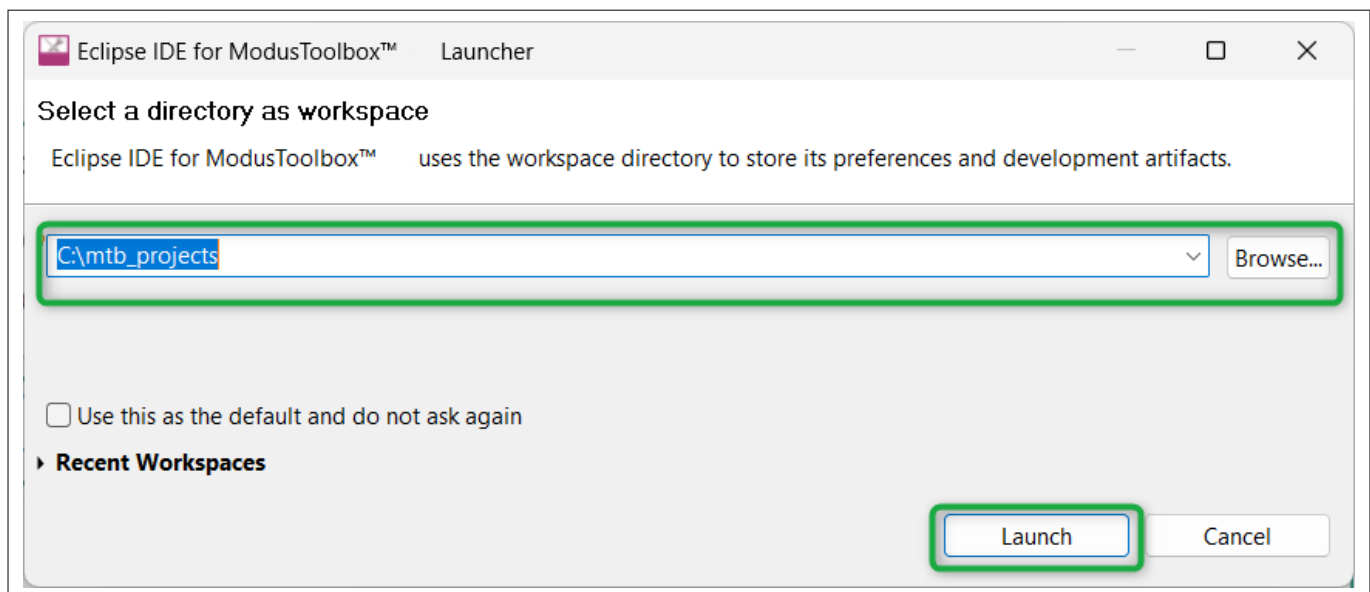 Eclipse IDE for ModusToolbox™ Launcher
Select a directory as workspace
Eclipse IDE for ModusToolbox™ uses the workspace directory to store its preferences and development artifacts.
C:\mtb_projects
Browse...
Use this as the default and do not ask again
Recent Workspaces
Launch Cancel